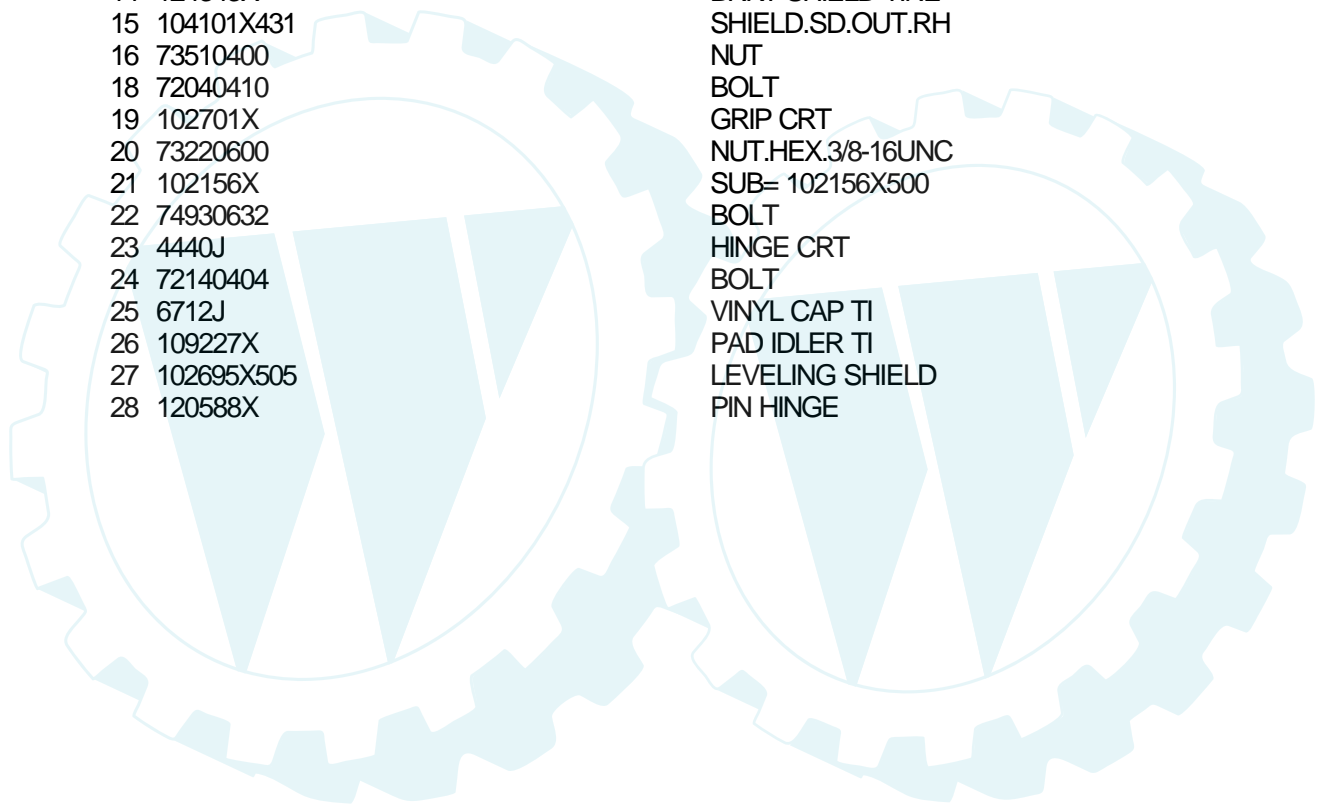 15 104101X431 SHIELD.SD.OUT.RH
16 73510400 NUT
18 72040410 BOLT
19 102701X GRIP CRT
20 73220600 NUT.HEX.3/8-16UNC
21 102156X SUB= 102156X500
22 74930632 BOLT
23 4440J HINGE CRT
24 72140404 BOLT
25 6712J VINYL CAP TI
26 109227X PAD IDLER TI
27 102695X505 LEVELING SHIELD
28 120588X PIN HINGE